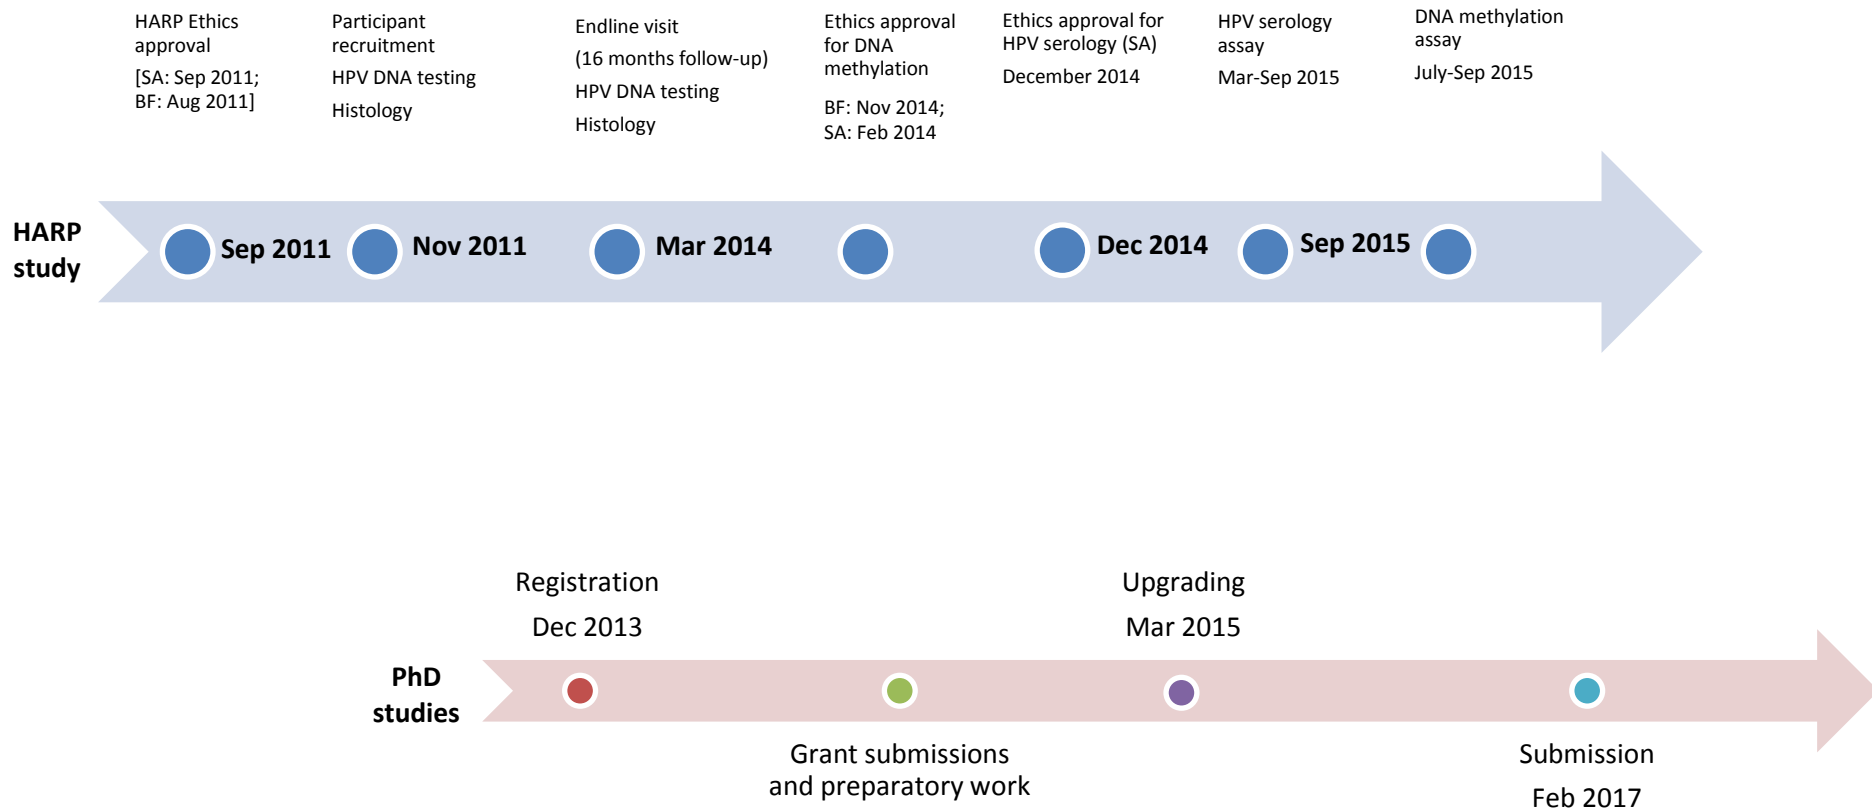 HARP Ethics
approval
[SA: Sep 2011;
BF: Aug 2011]
Participant
recruitment
HPV DNA testing
Histology
Endline visit
(16 months follow-up)
HPV DNA testing
Histology
Ethics approval
for DNA
methylation
BF: Nov 2014;
SA: Feb 2014
Ethics approval for
HPV serology (SA)
December 2014
HPV serology
assay
Mar-Sep 2015
DNA methylation
assay
July-Sep 2015
HARP
study
Sep 2011
Nov 2011
Mar 2014
Dec 2014
Sep 2015
Registration
Dec 2013
Upgrading
Mar 2015
PhD
studies
Grant submissions
and preparatory work
Submission
Feb 2017